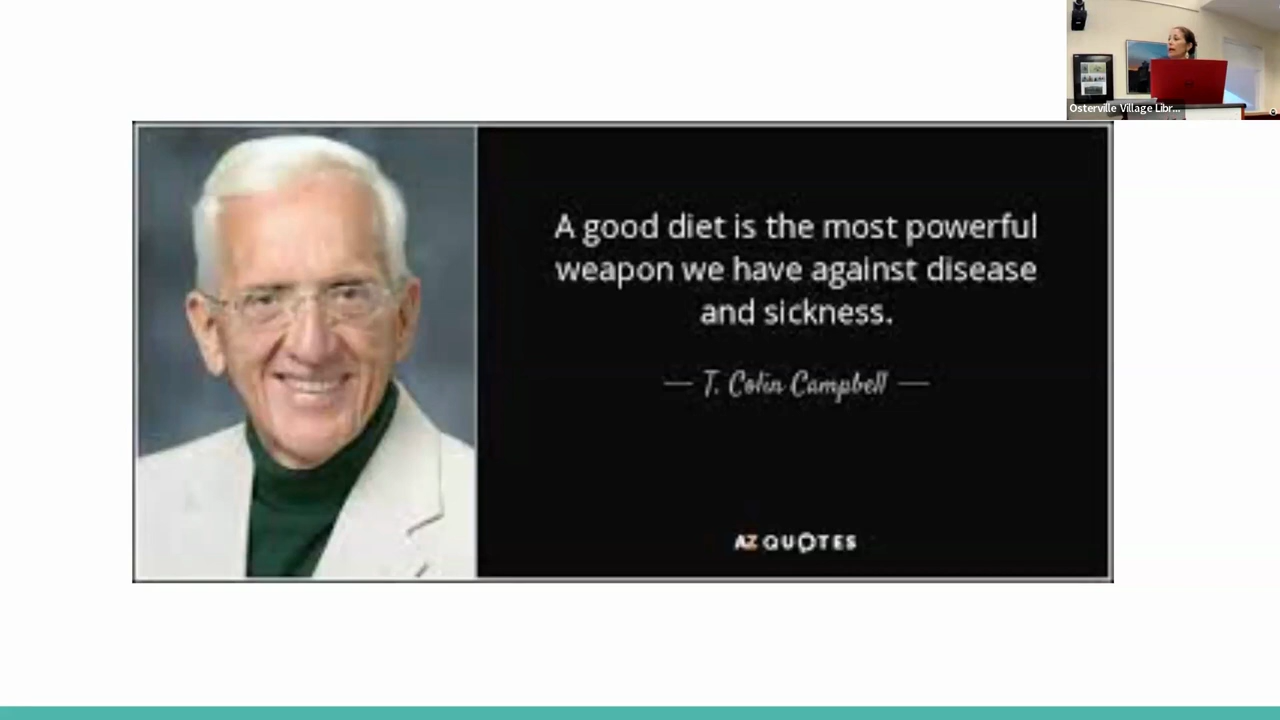 Osterville Village Libr...
A good diet is the most powerful
weapon we have against disease
and sickness.
— T. Colin Campbell —
AZ QUOTES